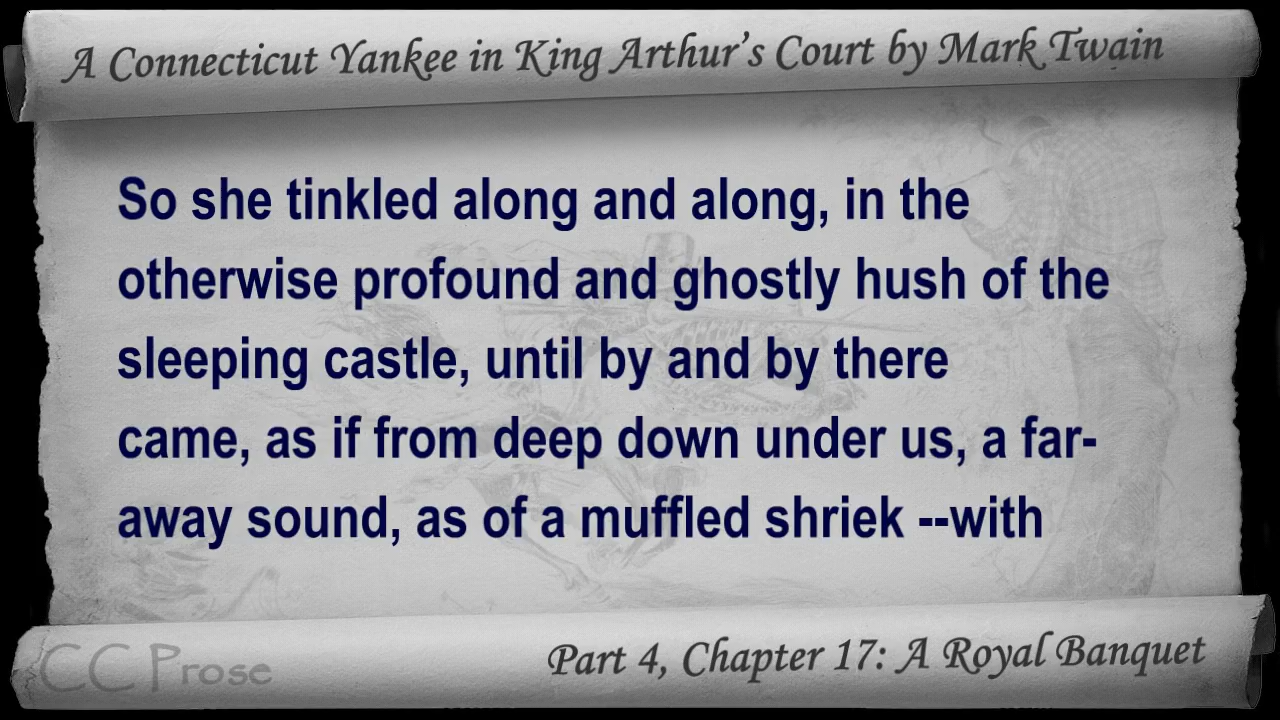 A Connecticut Yankee in King Arthur's Court by Mark Twain
So she tinkled along and along, in the
otherwise profound and ghostly hush of the
sleeping castle, until by and by there
came, as if from deep down under us, a far-
away sound, as of a muffled shriek --with
CC Prose
Part 4, Chapter 17: A Royal Banquet